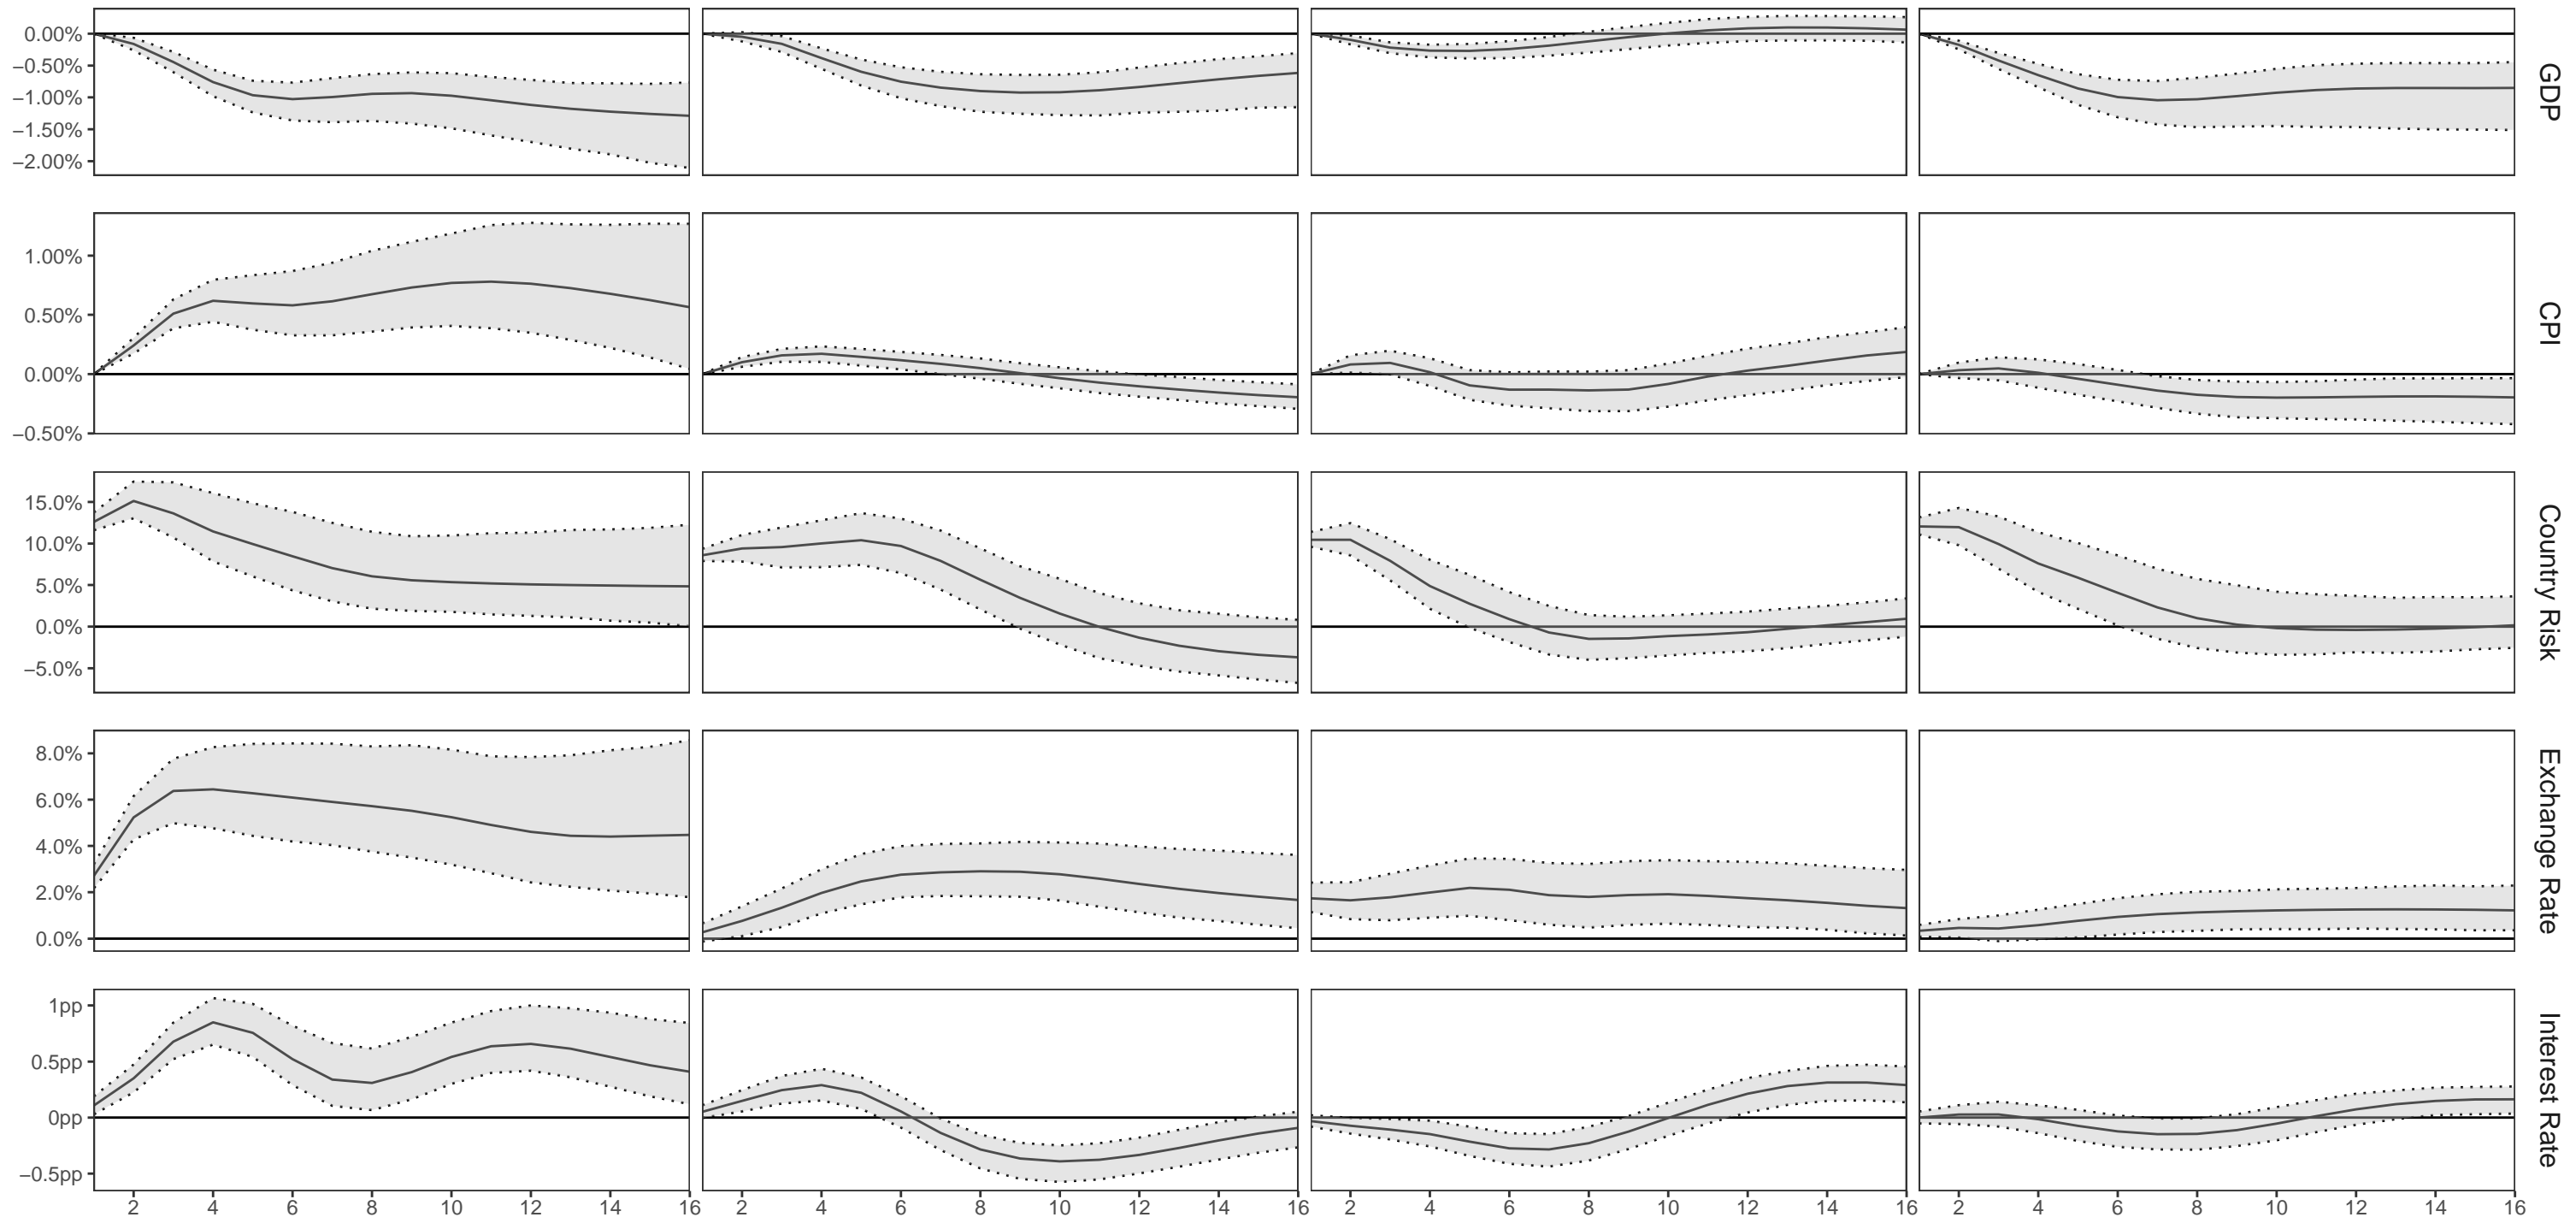 0.00%
−0.50%
−1.00%
−1.50%
−2.00%
GDP
1.00%
0.50%
0.00%
−0.50%
CPI
15.0%
10.0%
5.0%
0.0%
−5.0%
Country Risk
8.0%
6.0%
4.0%
2.0%
0.0%
Exchange Rate
1pp
0.5pp
0pp
−0.5pp
Interest Rate
2 4 6 8 10 12 14 16 2 4 6 8 10 12 14 16 2 4 6 8 10 12 14 16 2 4 6 8 10 12 14 16